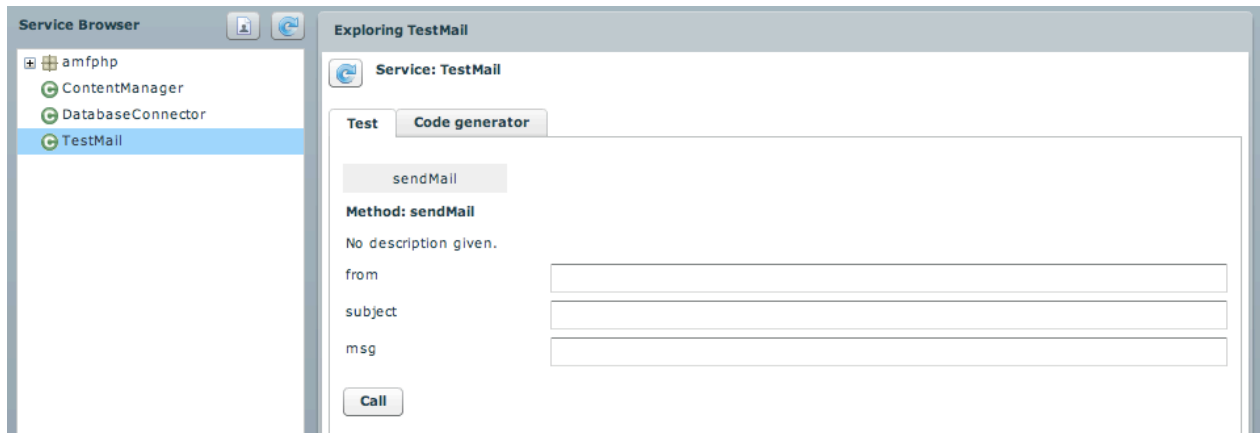 Service Browser
amfphp
ContentManager
DatabaseConnector
TestMail
Exploring TestMail
Service: TestMail
Test
Code generator
sendMail
Method: sendMail
No description given.
from
subject
msg
Call